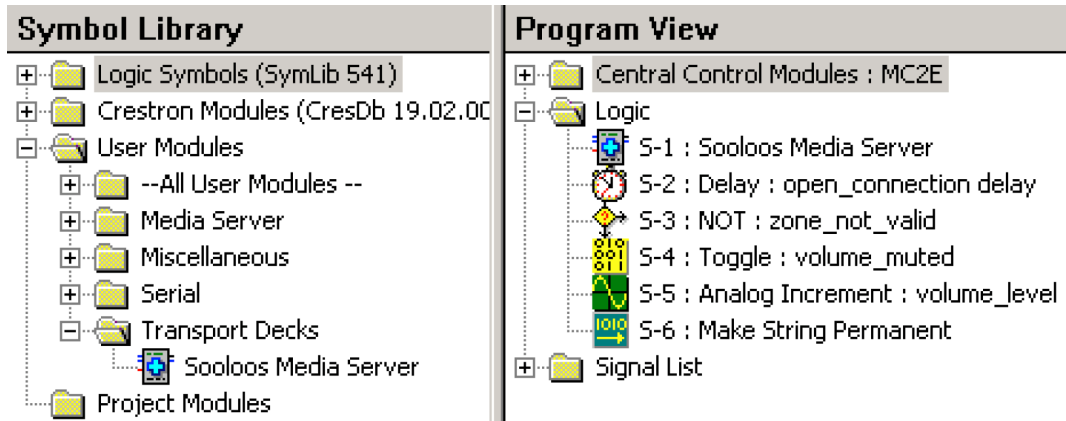 Symbol Library
Logic Symbols (SymLib 541)
Crestron Modules (CresDb 19.02.00
User Modules
--All User Modules --
Media Server
Miscellaneous
Serial
Transport Decks
Sooloos Media Server
Project Modules
Program View
Central Control Modules : MC2E
Logic
S-1 : Sooloos Media Server
S-2 : Delay : open_connection delay
S-3 : NOT : zone_not_valid
S-4 : Toggle : volume_muted
S-5 : Analog Increment : volume_level
S-6 : Make String Permanent
Signal List